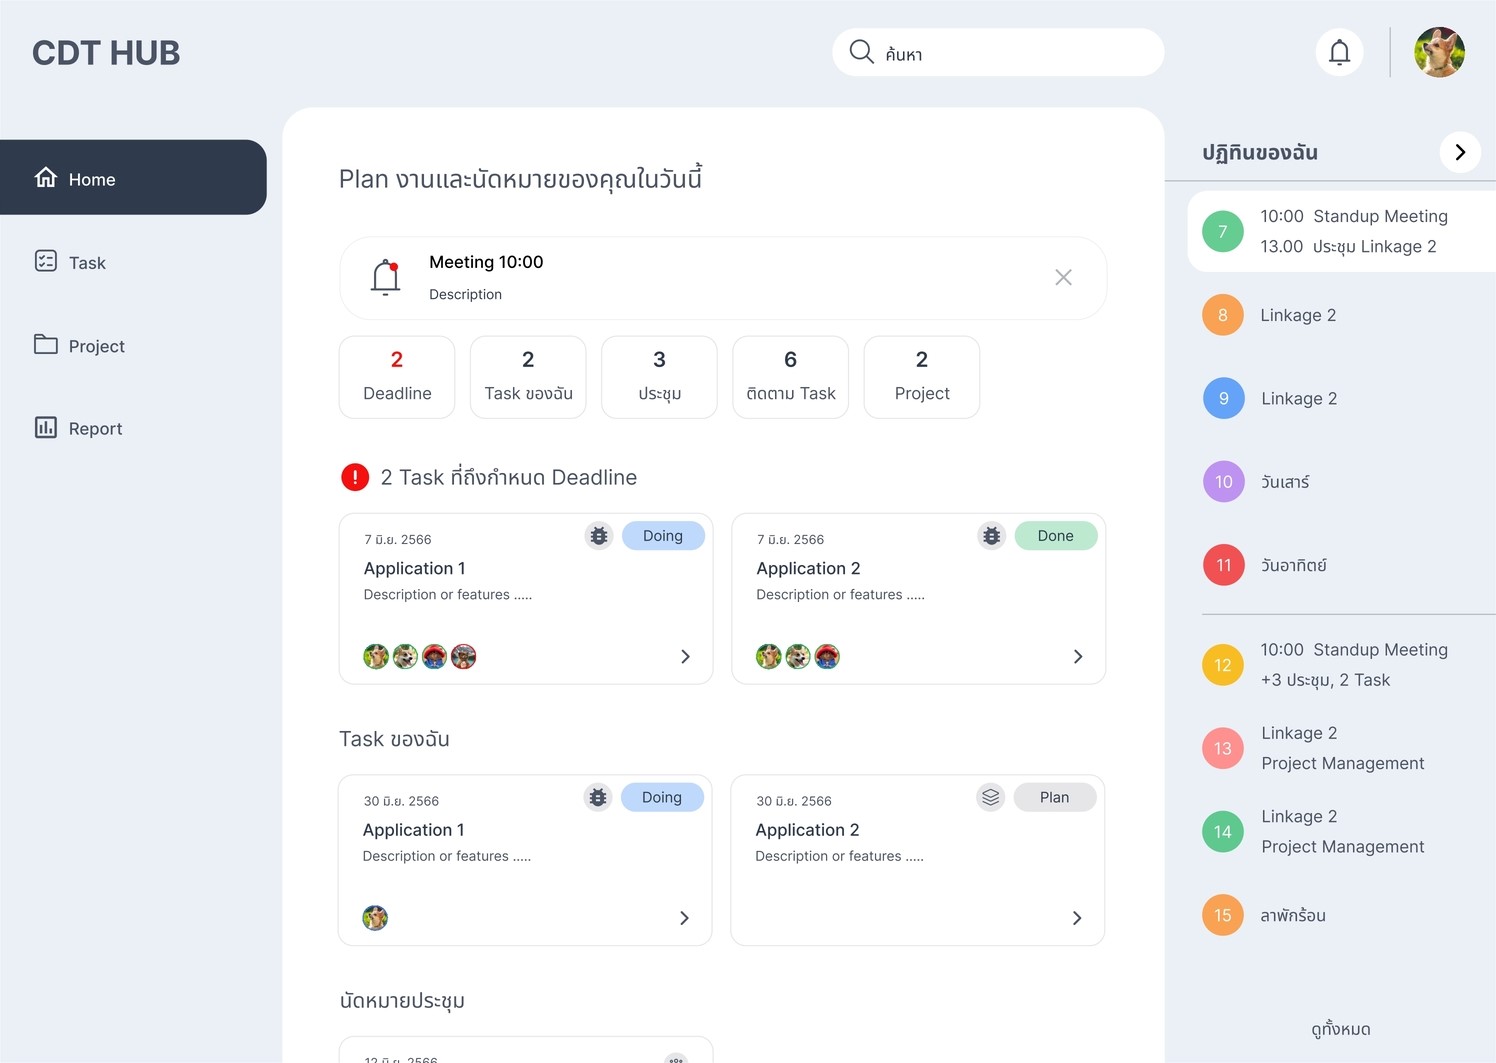 CDT HUB
ค้นหา
Home
Task
Project
Report
Plan งานและนัดหมายของคุณในวันนี้
Meeting 10:00
Description
2
Deadline
2
Task ของฉัน
3
ประชุม
6
ติดตาม Task
2
Project
2 Task ที่ถึงกำหนด Deadline
7 มิ.ย. 2566
Doing
Application 1
Description or features .....
7 มิ.ย. 2566
Done
Application 2
Description or features .....
Task ของฉัน
30 มิ.ย. 2566
Doing
Application 1
Description or features .....
30 มิ.ย. 2566
Plan
Application 2
Description or features .....
นัดหมายประชุม
12 มิ.ย. 2566
ปฏิทินของฉัน
7
10:00 Standup Meeting
13.00 ประชุม Linkage 2
8
Linkage 2
9
Linkage 2
10
วันเสาร์
11
วันอาทิตย์
12
10:00 Standup Meeting
+3 ประชุม, 2 Task
13
Linkage 2
Project Management
14
Linkage 2
Project Management
15
ลาพักร้อน
ดูทั้งหมด